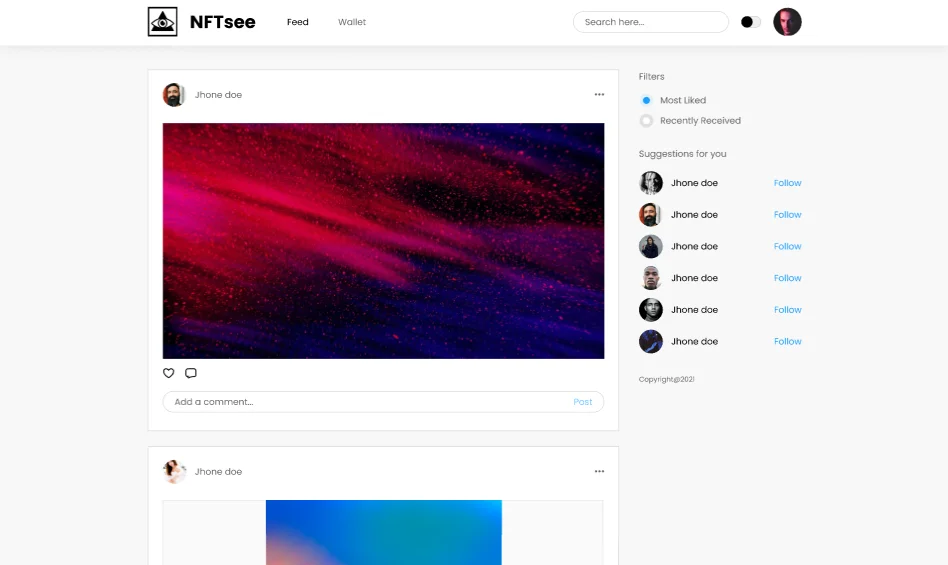 NFTsee
Feed
Wallet
Search here...
Jhone doe
Add a comment...
Post
Jhone doe
Filters
Most Liked
Recently Received
Suggestions for you
Jhone doe
Follow
Jhone doe
Follow
Jhone doe
Follow
Jhone doe
Follow
Jhone doe
Follow
Jhone doe
Follow
Copyright@2021